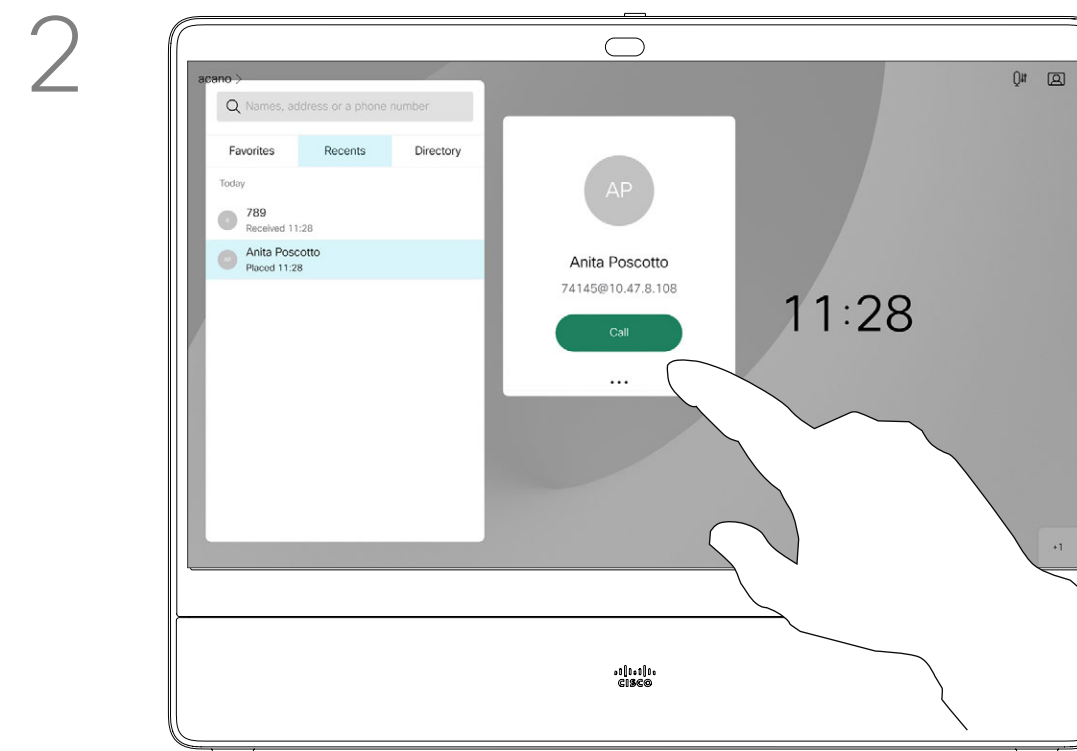 2
acano >
Names, address or a phone number
Favorites Recents Directory
Today
789
Received 11:28
Anita Poscotto
Placed 11:28
AP
Anita Poscotto
74145@10.47.8.108
Call
...
11:28
+1
CISCO